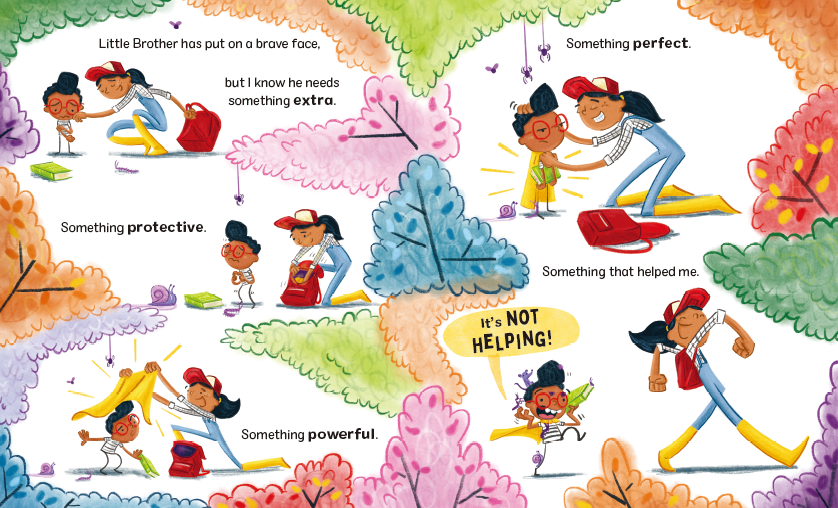 Little Brother has put on a brave face,
but I know he needs
something extra.
Something protective.
Something powerful.
Something perfect.
Something that helped me.
It's NOT
HELPING!